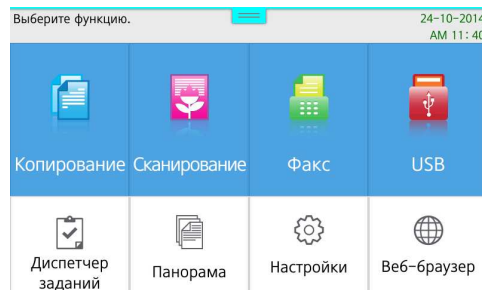 Выберите функцию.
24-10-2014
AM 11:40
Копирование
Сканирование
Факс
USB
Диспетчер
заданий
Панорама
Настройки
Веб-браузер